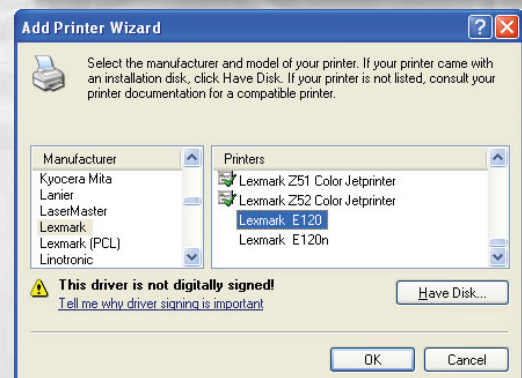 Add Printer Wizard
Select the manufacturer and model of your printer. If your printer came with
an installation disk, click Have Disk. If your printer is not listed, consult your
printer documentation for a compatible printer.
Manufacturer
Kyocera Mita
Lanier
LaserMaster
Lexmark
Lexmark (PCL)
Linotronic
Printers
Lexmark Z51 Color Jetprinter
Lexmark Z52 Color Jetprinter
Lexmark E120
Lexmark E120n
This driver is not digitally signed!
Tell me why driver signing is important
Have Disk...
OK
Cancel